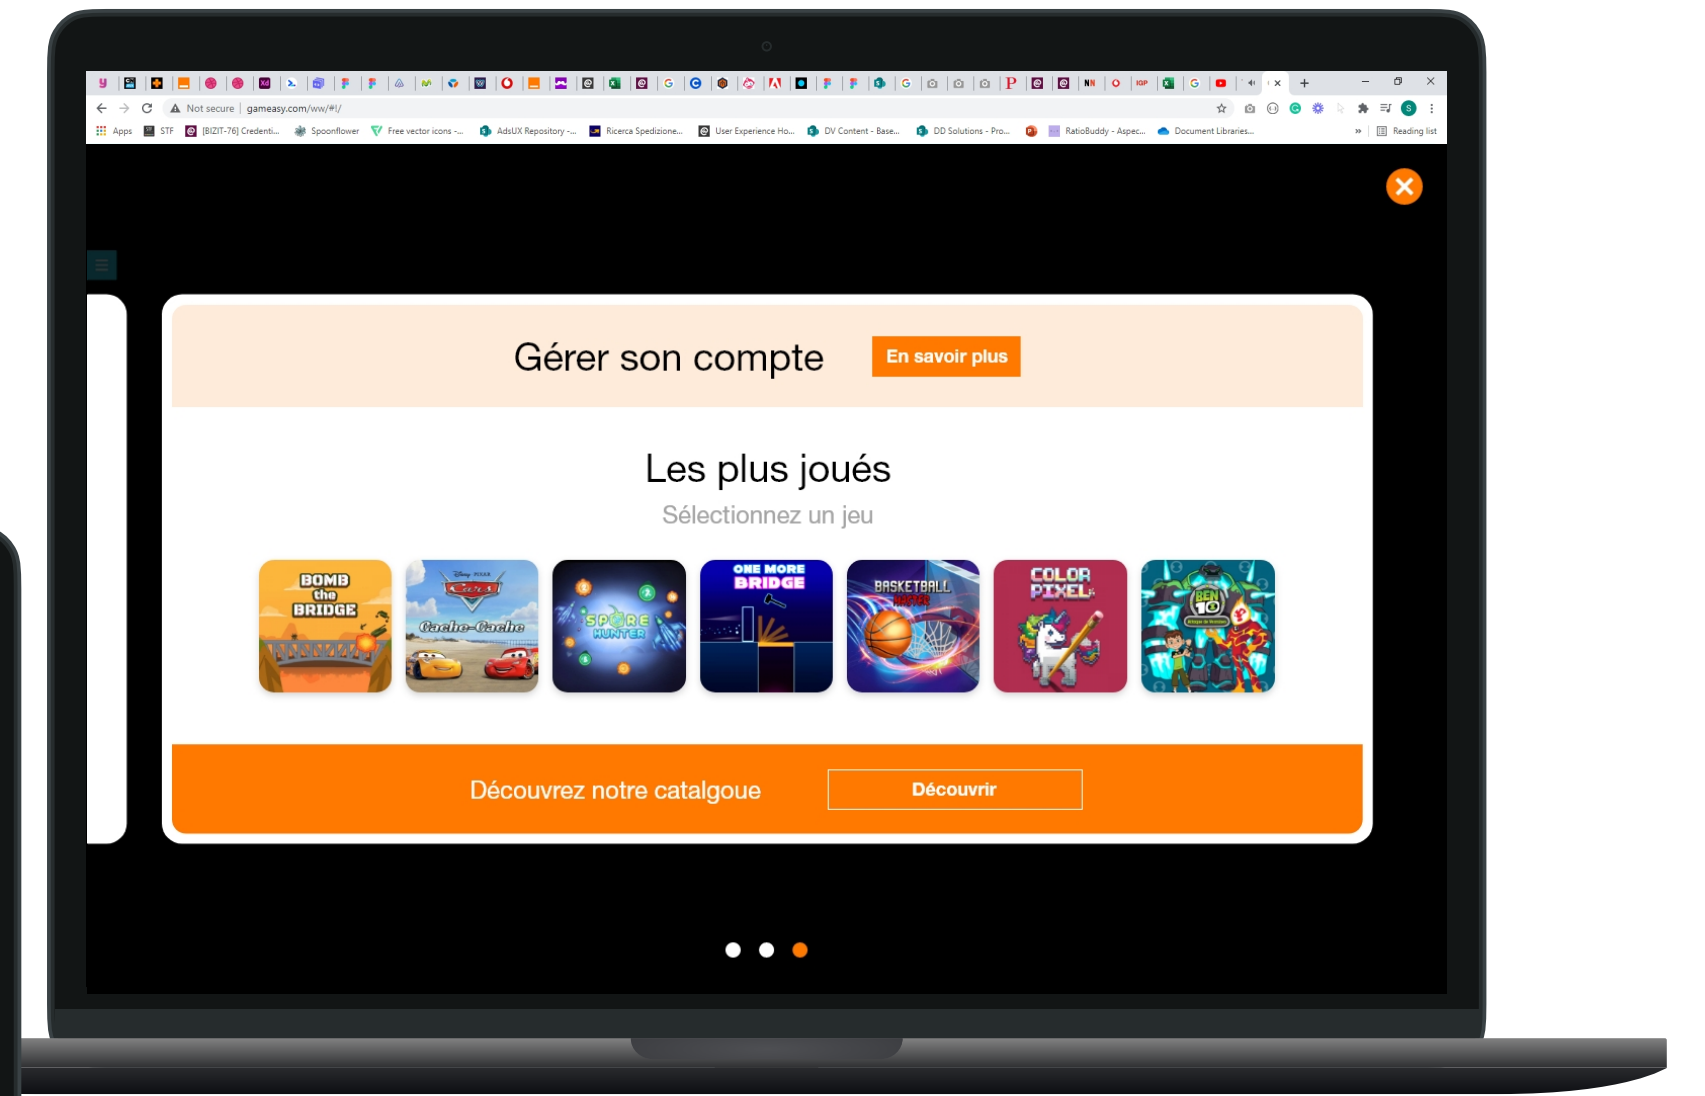 Not secure | gameasy.com/ww/#!/
Apps STF [BIZIT-76] Credenti... Spoonflower Free vector icons -... AdsUX Repository -... Ricerca Spedizione... User Experience Ho... DV Content - Base... DD Solutions - Pro... RatioBuddy - Aspec... Document Libraries... » Reading list
Gérer son compte En savoir plus
Les plus joués
Sélectionnez un jeu
BOMB
the
BRIDGE
Disney PIXAR
Cars
Cache-Cache
SPORE
HUNTER
ONE MORE
BRIDGE
BASKETBALL
MASTER
COLOR
PIXEL
BEN
10
Découvrez notre catalgoue Découvrir